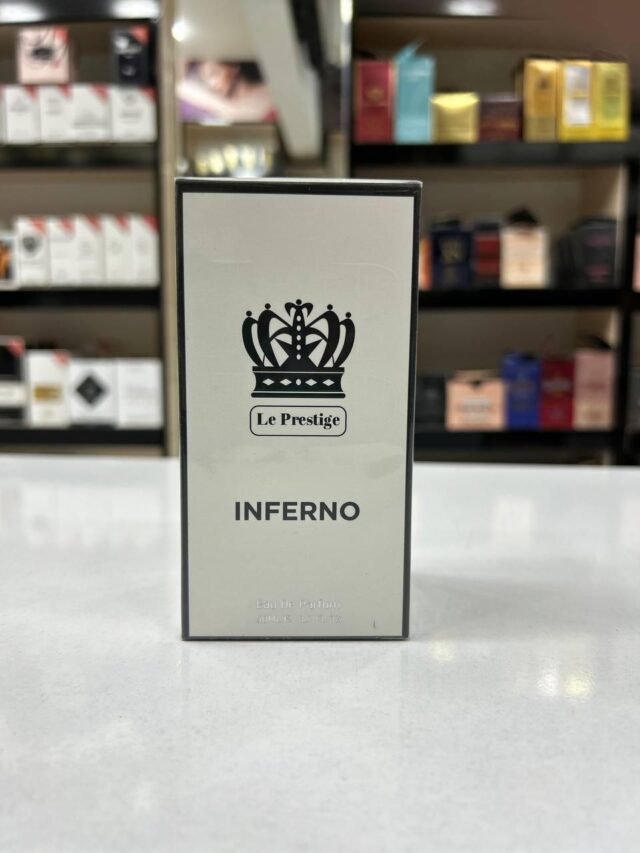 Le Prestige
INFERNO
Eau De Parfum